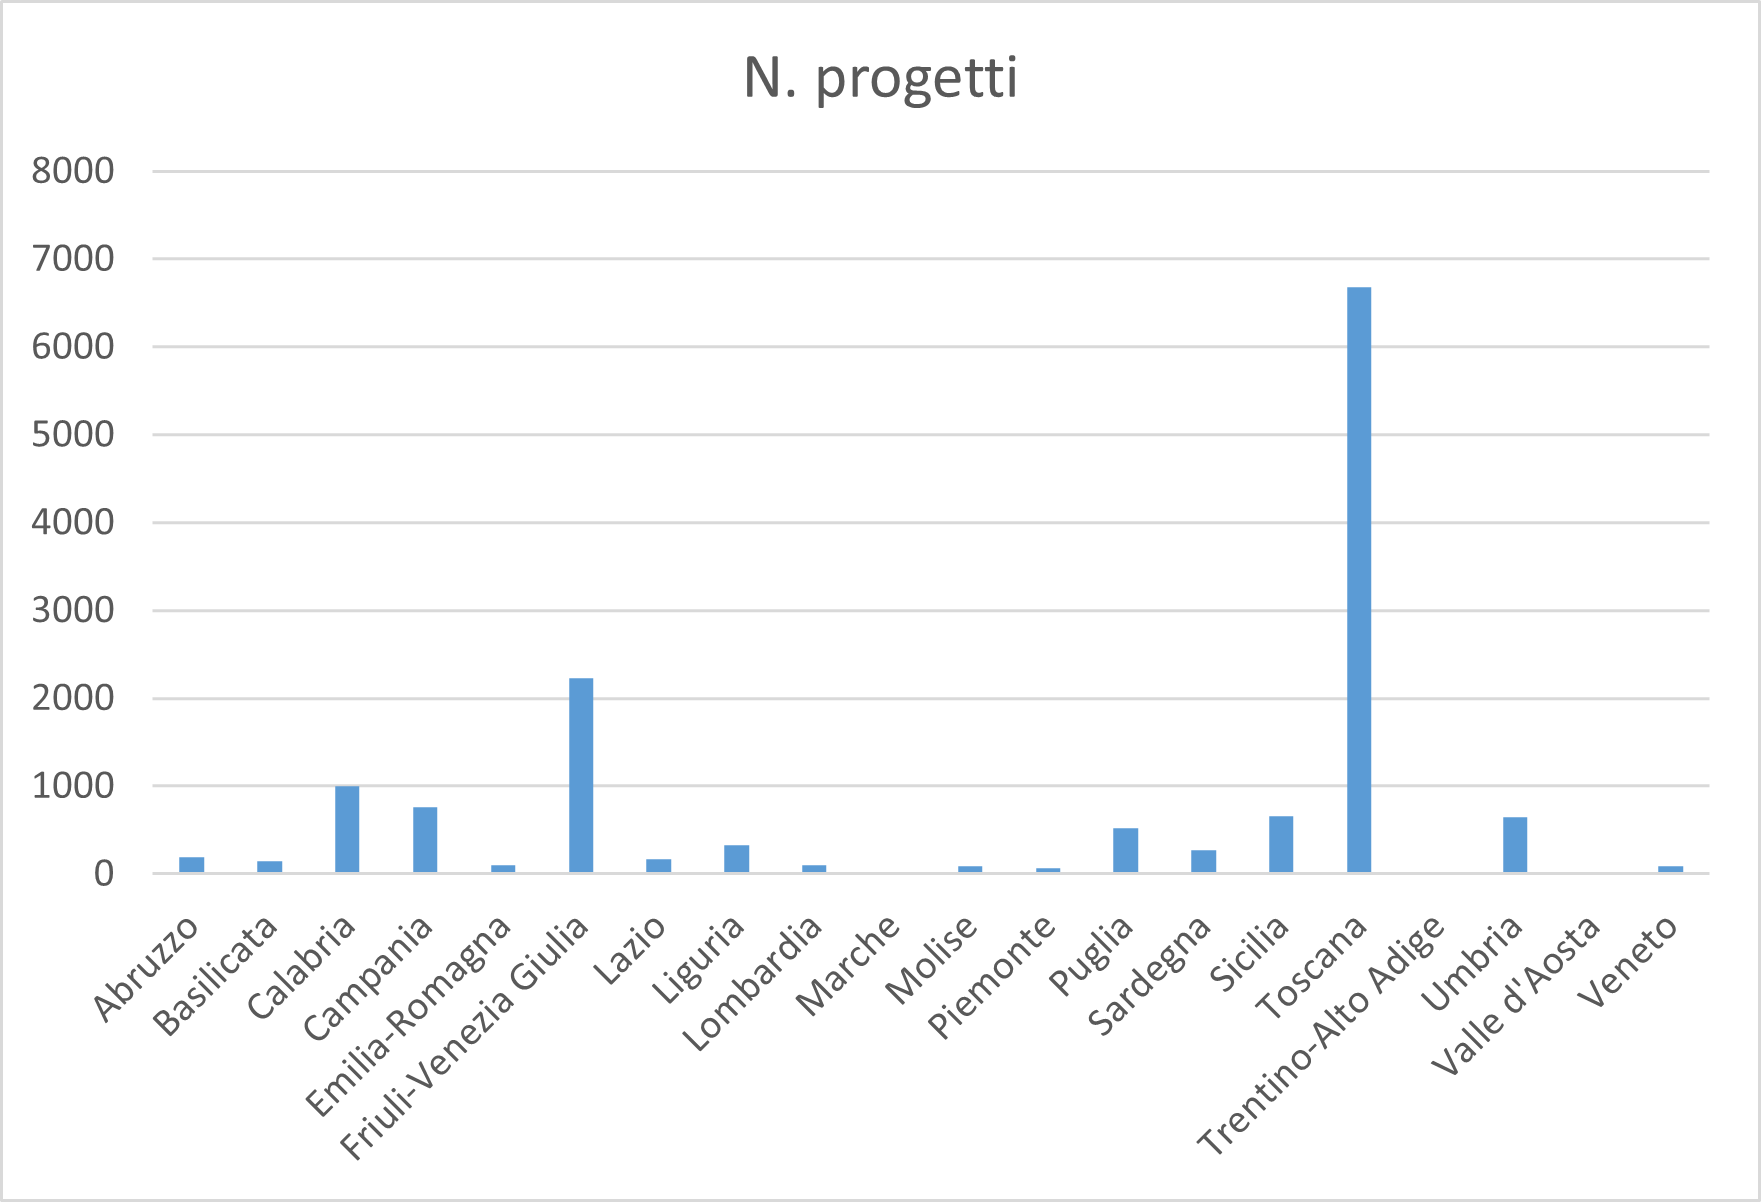 N. progetti
8000
7000
6000
5000
4000
3000
2000
1000
0
Abruzzo
Basilicata
Calabria
Campania
Emilia-Romagna
Friuli-Venezia Giulia
Lazio
Liguria
Lombardia
Marche
Molise
Piemonte
Puglia
Sardegna
Sicilia
Toscana
Trentino-Alto Adige
Umbria
Valle d'Aosta
Veneto